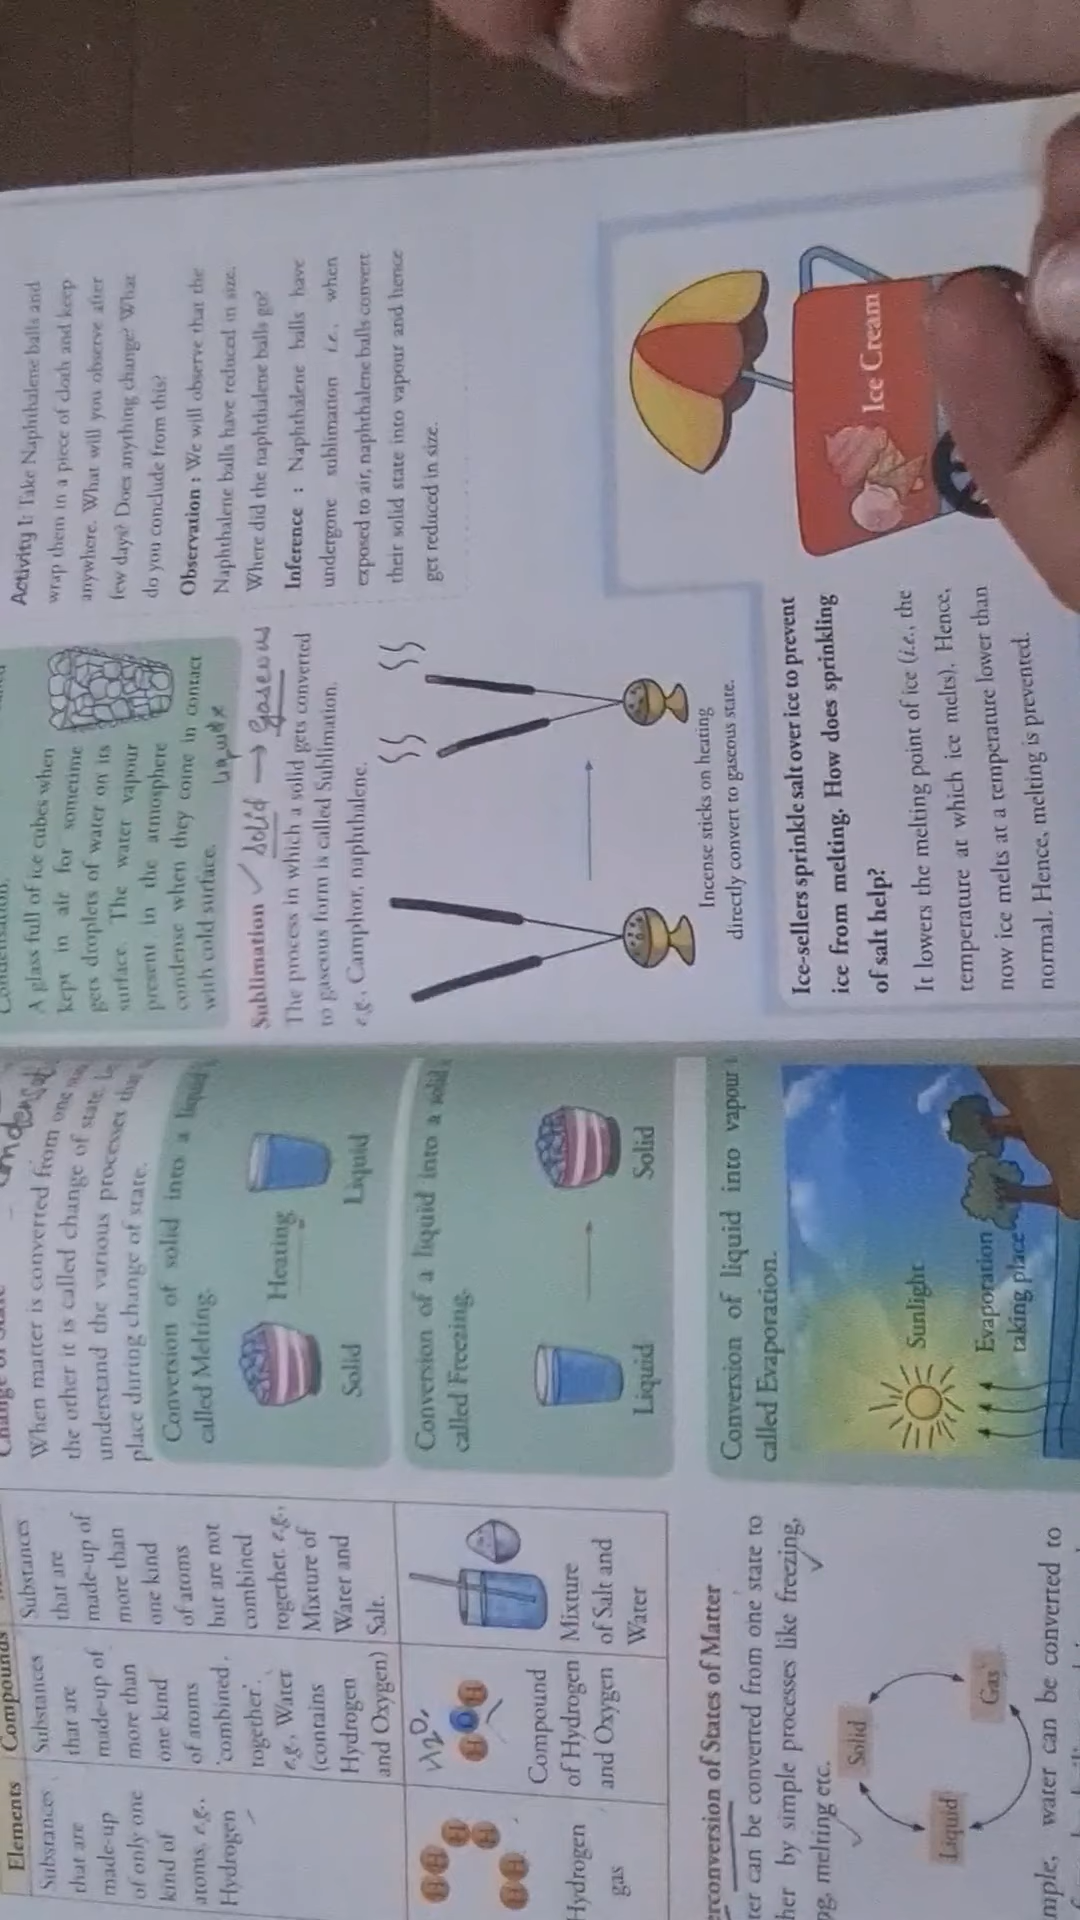 Elements
Substances
that are
made-up
of only one
kind of
atoms, e.g.,
Hydrogen
Hydrogen
gas
Compounds
Substances
that are
made-up of
more than
one kind
of atoms
'combined
together'.
e.g., Water
(contains
Hydrogen
and Oxygen)
H H H H H H
H O H
Compound
of Hydrogen
and Oxygen
Substances
that are
made-up of
more than
one kind
of atoms
but are not
combined
together. e.g.,
Mixture of
Water and
Salt.
Mixture
of Salt and
Water
erconversion of States of Matter
ter can be converted from one state to
her by simple processes like freezing,
ng, melting etc.
Solid
Liquid
Gas
mple, water can be converted to
When matter is converted from one
the other it is called change of state.
understand the various processes that
place during change of state.
Conversion of solid into a liquid
called Melting.
Heating
Solid
Liquid
Conversion of a liquid into a solid
called Freezing.
Liquid
Solid
Conversion of liquid into vapour
called Evaporation.
Sunlight
Evaporation
taking place
A glass full of ice cubes when
kept in air for sometime
gets droplets of water on its
surface. The water vapour
present in the atmosphere
condense when they come in contact
with cold surface.
Sublimation ✓ solid → gaseous
The process in which a solid gets converted
to gaseous form is called Sublimation.
e.g., Camphor, naphthalene.
Incense sticks on heating
directly convert to gaseous state.
Activity 1: Take Naphthalene balls and
wrap them in a piece of cloth and keep
anywhere. What will you observe after
few days? Does anything change? What
do you conclude from this?
Observation : We will observe that the
Naphthalene balls have reduced in size.
Where did the naphthalene balls go?
Inference : Naphthalene balls have
undergone sublimation i.e., when
exposed to air, naphthalene balls convert
their solid state into vapour and hence
get reduced in size.
Ice-sellers sprinkle salt over ice to prevent
ice from melting. How does sprinkling
of salt help?
It lowers the melting point of ice (i.e., the
temperature at which ice melts). Hence,
now ice melts at a temperature lower than
normal. Hence, melting is prevented.
Ice Cream